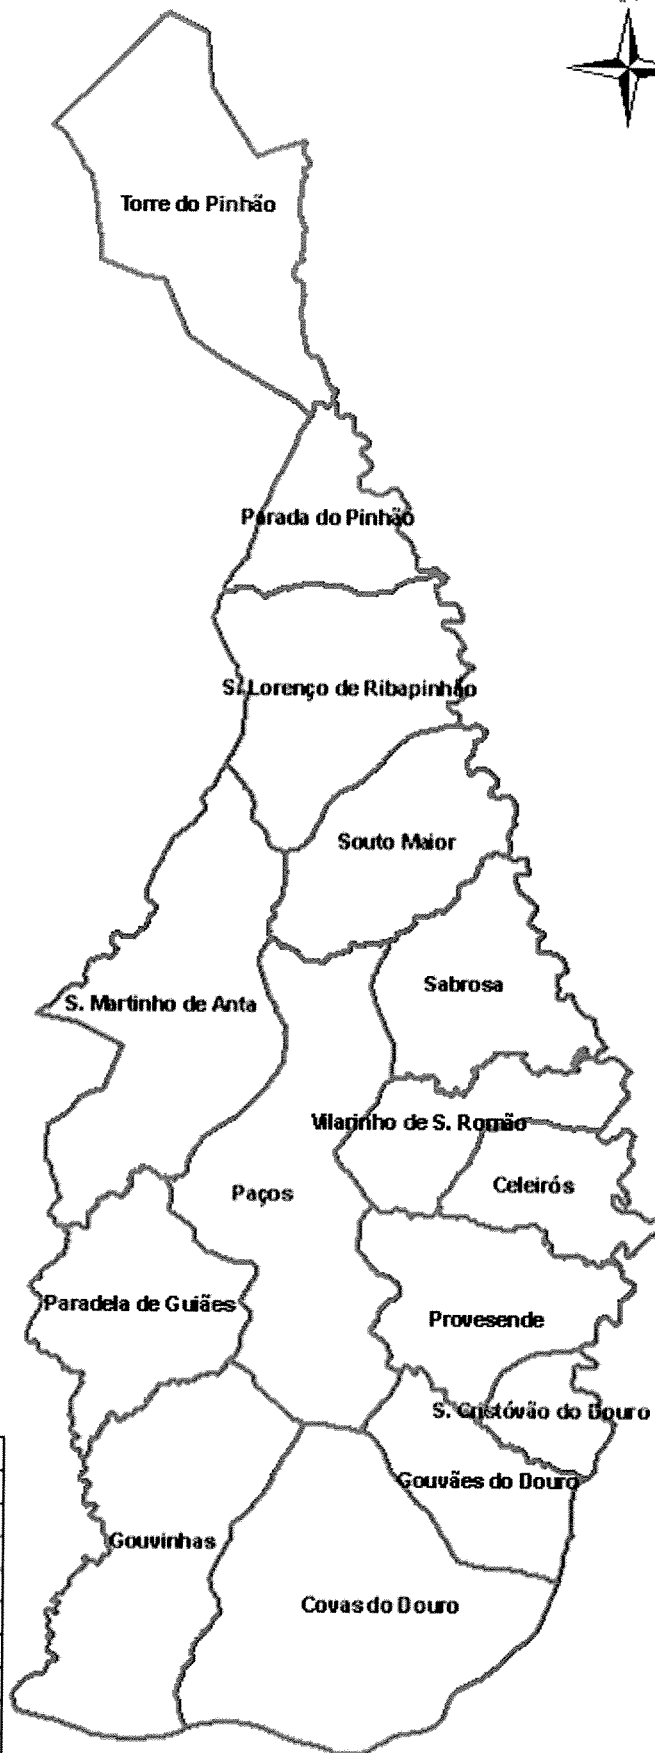 Torre do Pinhão
Parada do Pinhão
S. Lorenço de Ribapinhão
Souto Maior
Sabrosa
S. Martinho de Anta
Vilarinho de S. Romão
Celeirós
Paços
Paradela de Guiães
Provesende
S. Cristóvão do Douro
Gouvães do Douro
Gouvinhas
Covas do Douro